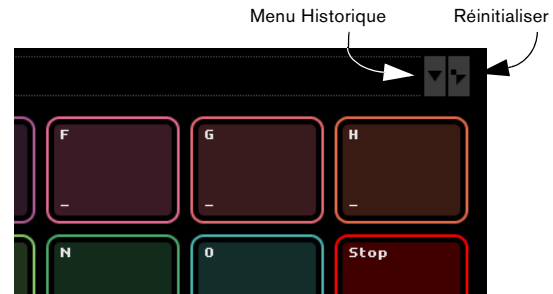 Menu Historique Réinitialiser
F G H
– – –
N O Stop